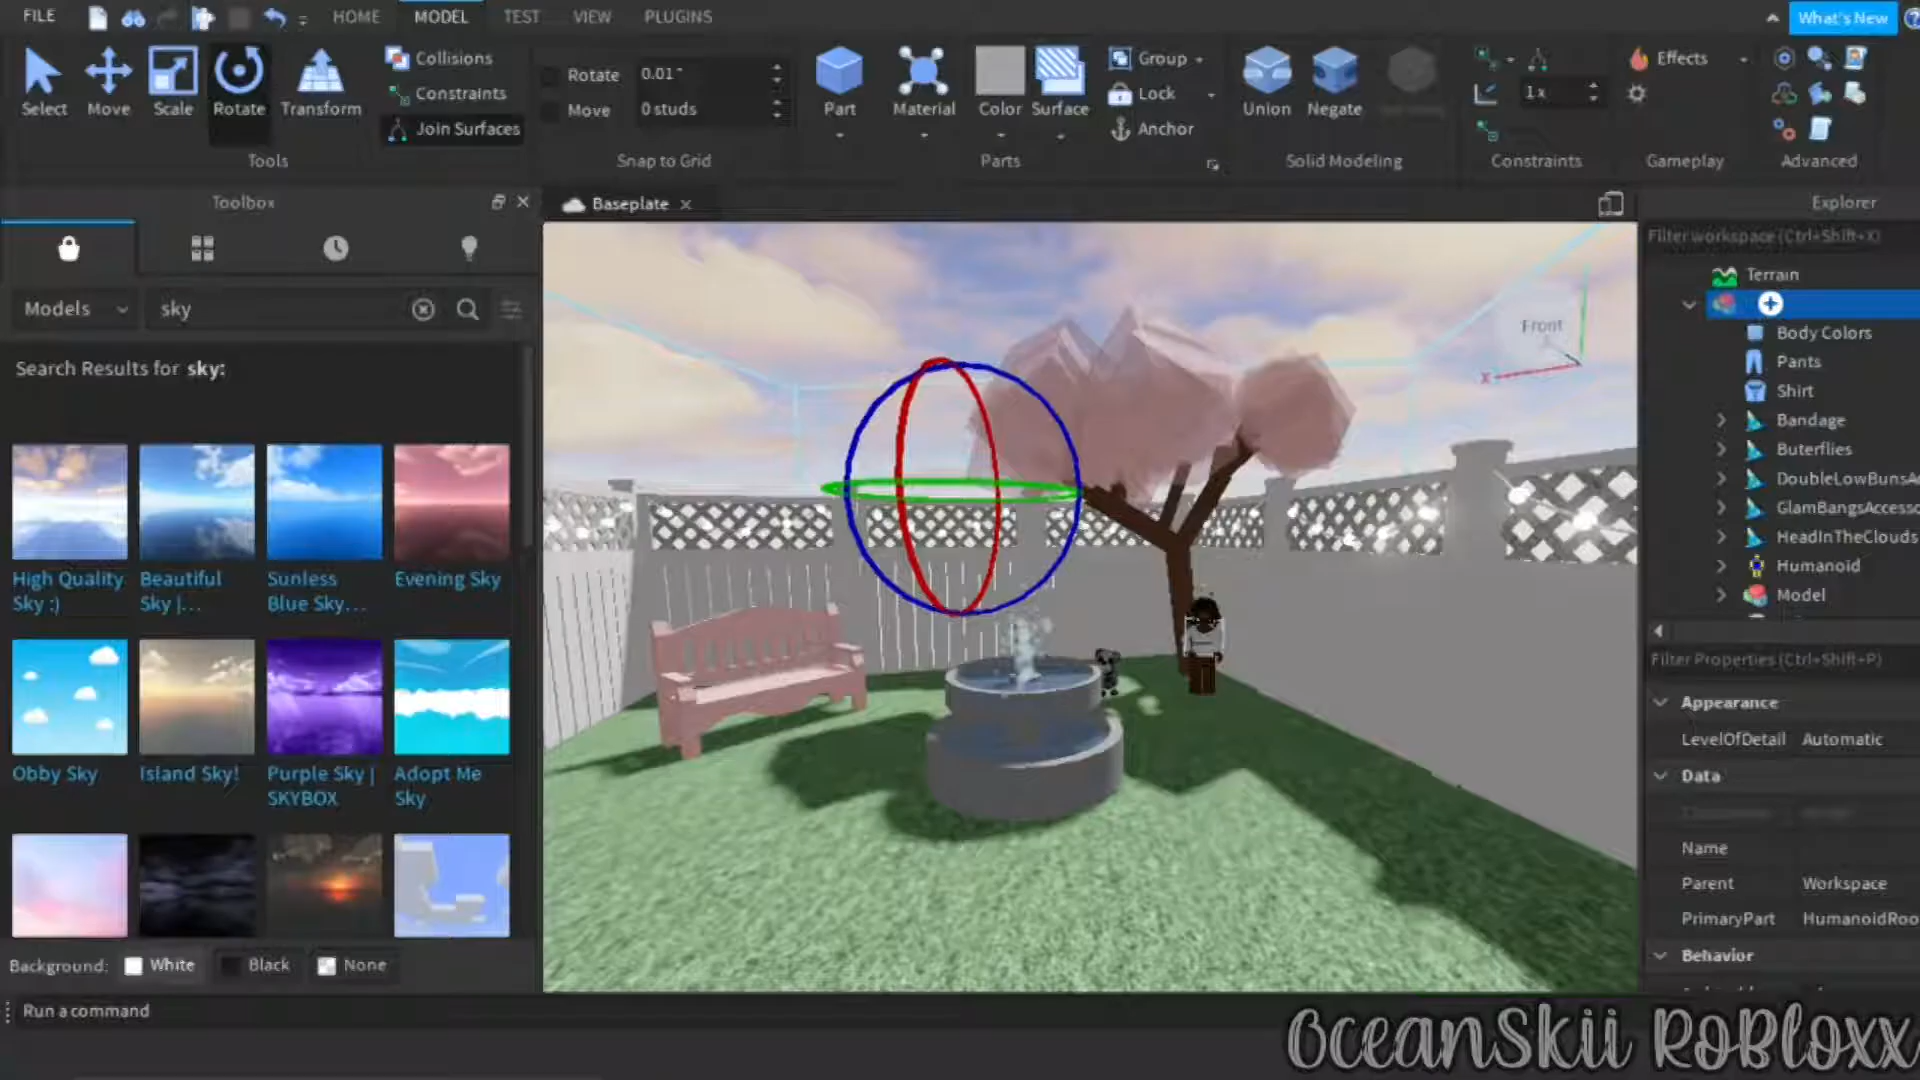 FILE
HOME
MODEL
TEST
VIEW
PLUGINS
What's New
Select
Move
Scale
Rotate
Transform
Collisions
Constraints
Join Surfaces
Tools
Rotate 0.01°
Move 0 studs
Snap to Grid
Part
Material
Color
Surface
Group
Lock
Anchor
Parts
Union
Negate
Solid Modeling
1x
Constraints
Effects
Gameplay
Advanced
Toolbox
Baseplate
Explorer
Models
sky
Search Results for sky:
High Quality
Sky :)
Beautiful
Sky |...
Sunless
Blue Sky...
Evening Sky
Obby Sky
Island Sky!
Purple Sky |
SKYBOX
Adopt Me
Sky
Background:
White
Black
None
Run a command
Front
X
Filter workspace (Ctrl+Shift+X)
Terrain
Body Colors
Pants
Shirt
Bandage
Buterflies
DoubleLowBunsA
GlamBangsAccesso
HeadInTheClouds
Humanoid
Model
Filter Properties (Ctrl+Shift+P)
Appearance
LevelOfDetail Automatic
Data
Name
Parent Workspace
PrimaryPart HumanoidRoo
Behavior
OceanSkii RoBloxx